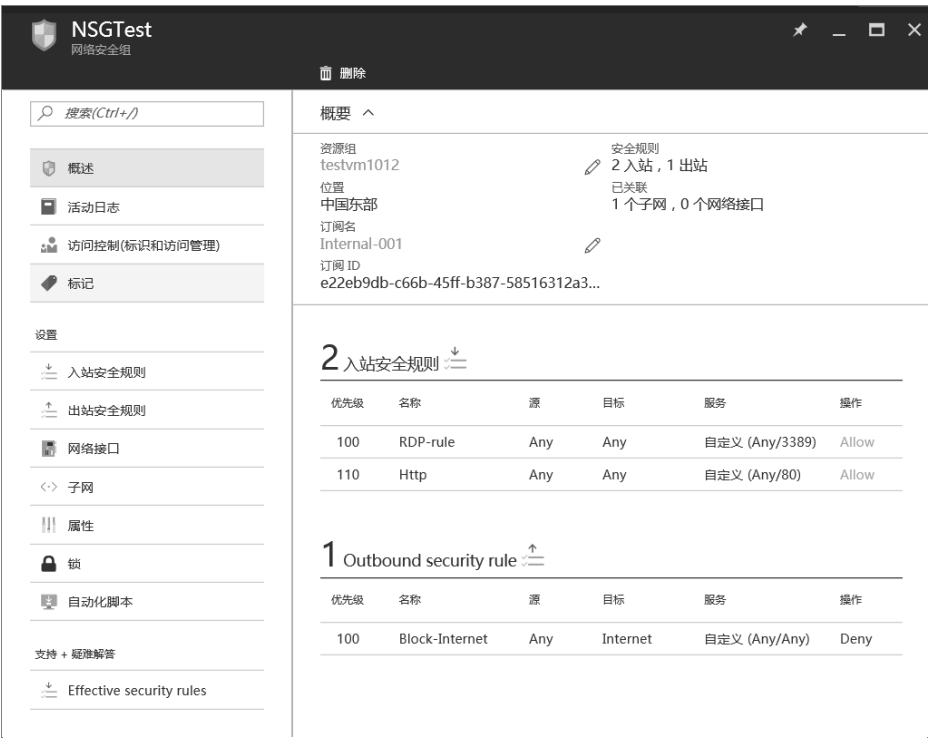 NSGTest
网络安全组
删除
搜索(Ctrl+/)
概述
活动日志
访问控制(标识和访问管理)
标记
设置
入站安全规则
出站安全规则
网络接口
子网
属性
锁
自动化脚本
支持 + 疑难解答
Effective security rules
概要
资源组
testvm1012
位置
中国东部
订阅名
Internal-001
订阅 ID
e22eb9db-c66b-45ff-b387-58516312a3...
安全规则
2 入站 , 1 出站
已关联
1 个子网 , 0 个网络接口
2 入站安全规则
优先级 名称 源 目标 服务 操作
100 RDP-rule Any Any 自定义 (Any/3389) Allow
110 Http Any Any 自定义 (Any/80) Allow
1 Outbound security rule
优先级 名称 源 目标 服务 操作
100 Block-Internet Any Internet 自定义 (Any/Any) Deny